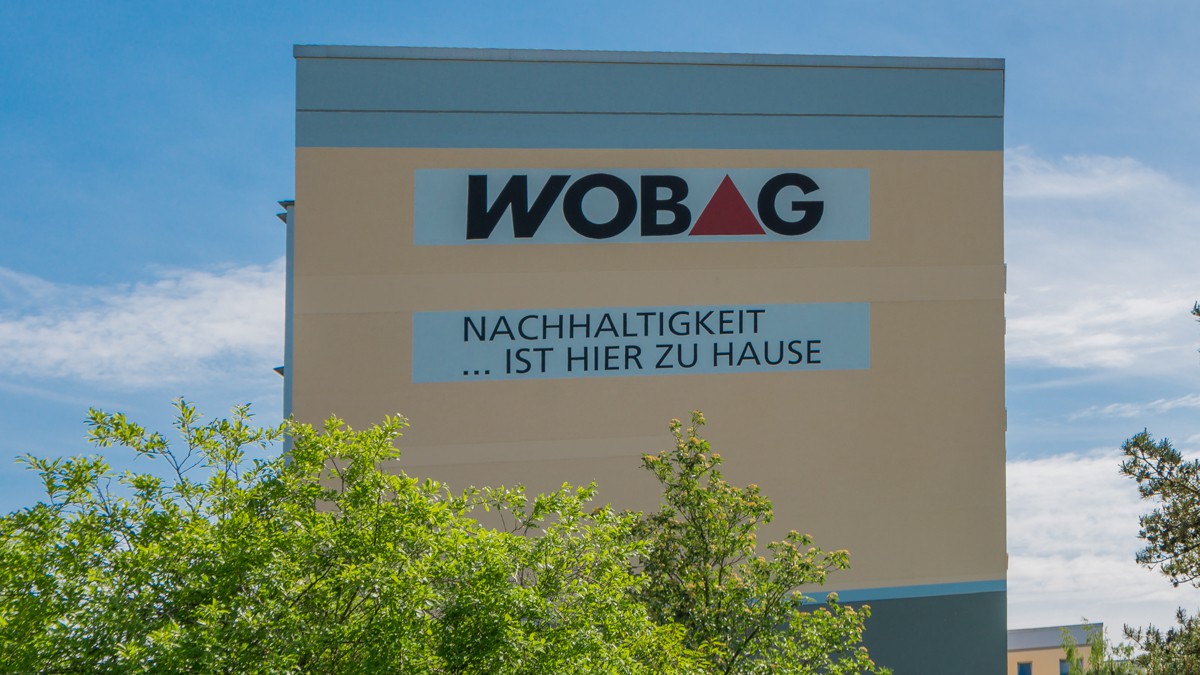 WOBAG
NACHHALTIGKEIT
... IST HIER ZU HAUSE